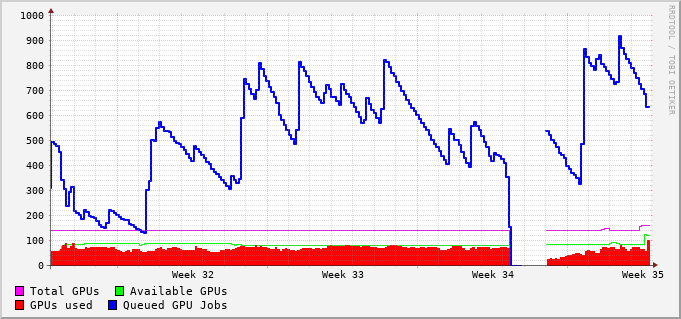 1000
900
800
700
600
500
400
300
200
100
0
Week 32 Week 33 Week 34 Week 35
Total GPUs Available GPUs
GPUs used Queued GPU Jobs
RRDTOOL / TOBI OETIKER